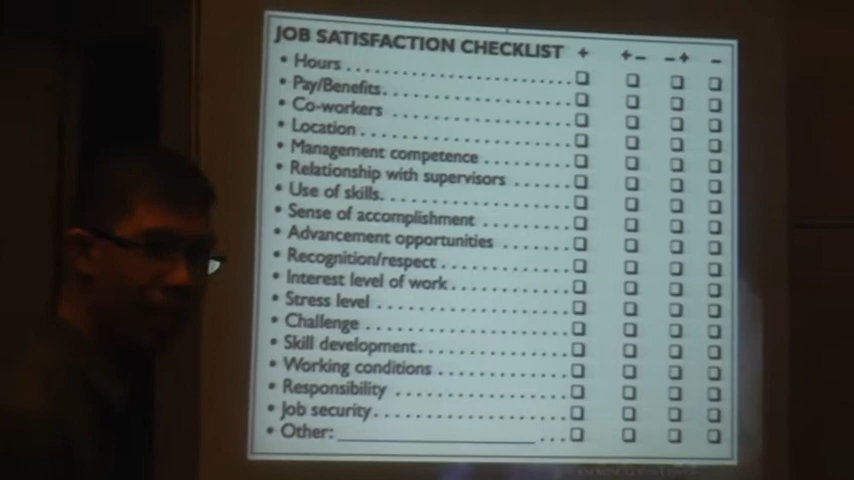 JOB SATISFACTION CHECKLIST + +− −+ −
• Hours ❑ ❑ ❑ ❑
• Pay/Benefits ❑ ❑ ❑ ❑
• Co-workers ❑ ❑ ❑ ❑
• Location ❑ ❑ ❑ ❑
• Management competence ❑ ❑ ❑ ❑
• Relationship with supervisors ❑ ❑ ❑ ❑
• Use of skills ❑ ❑ ❑ ❑
• Sense of accomplishment ❑ ❑ ❑ ❑
• Advancement opportunities ❑ ❑ ❑ ❑
• Recognition/respect ❑ ❑ ❑ ❑
• Interest level of work ❑ ❑ ❑ ❑
• Stress level ❑ ❑ ❑ ❑
• Challenge ❑ ❑ ❑ ❑
• Skill development ❑ ❑ ❑ ❑
• Working conditions ❑ ❑ ❑ ❑
• Responsibility ❑ ❑ ❑ ❑
• Job security ❑ ❑ ❑ ❑
• Other: ____________________ ❑ ❑ ❑ ❑